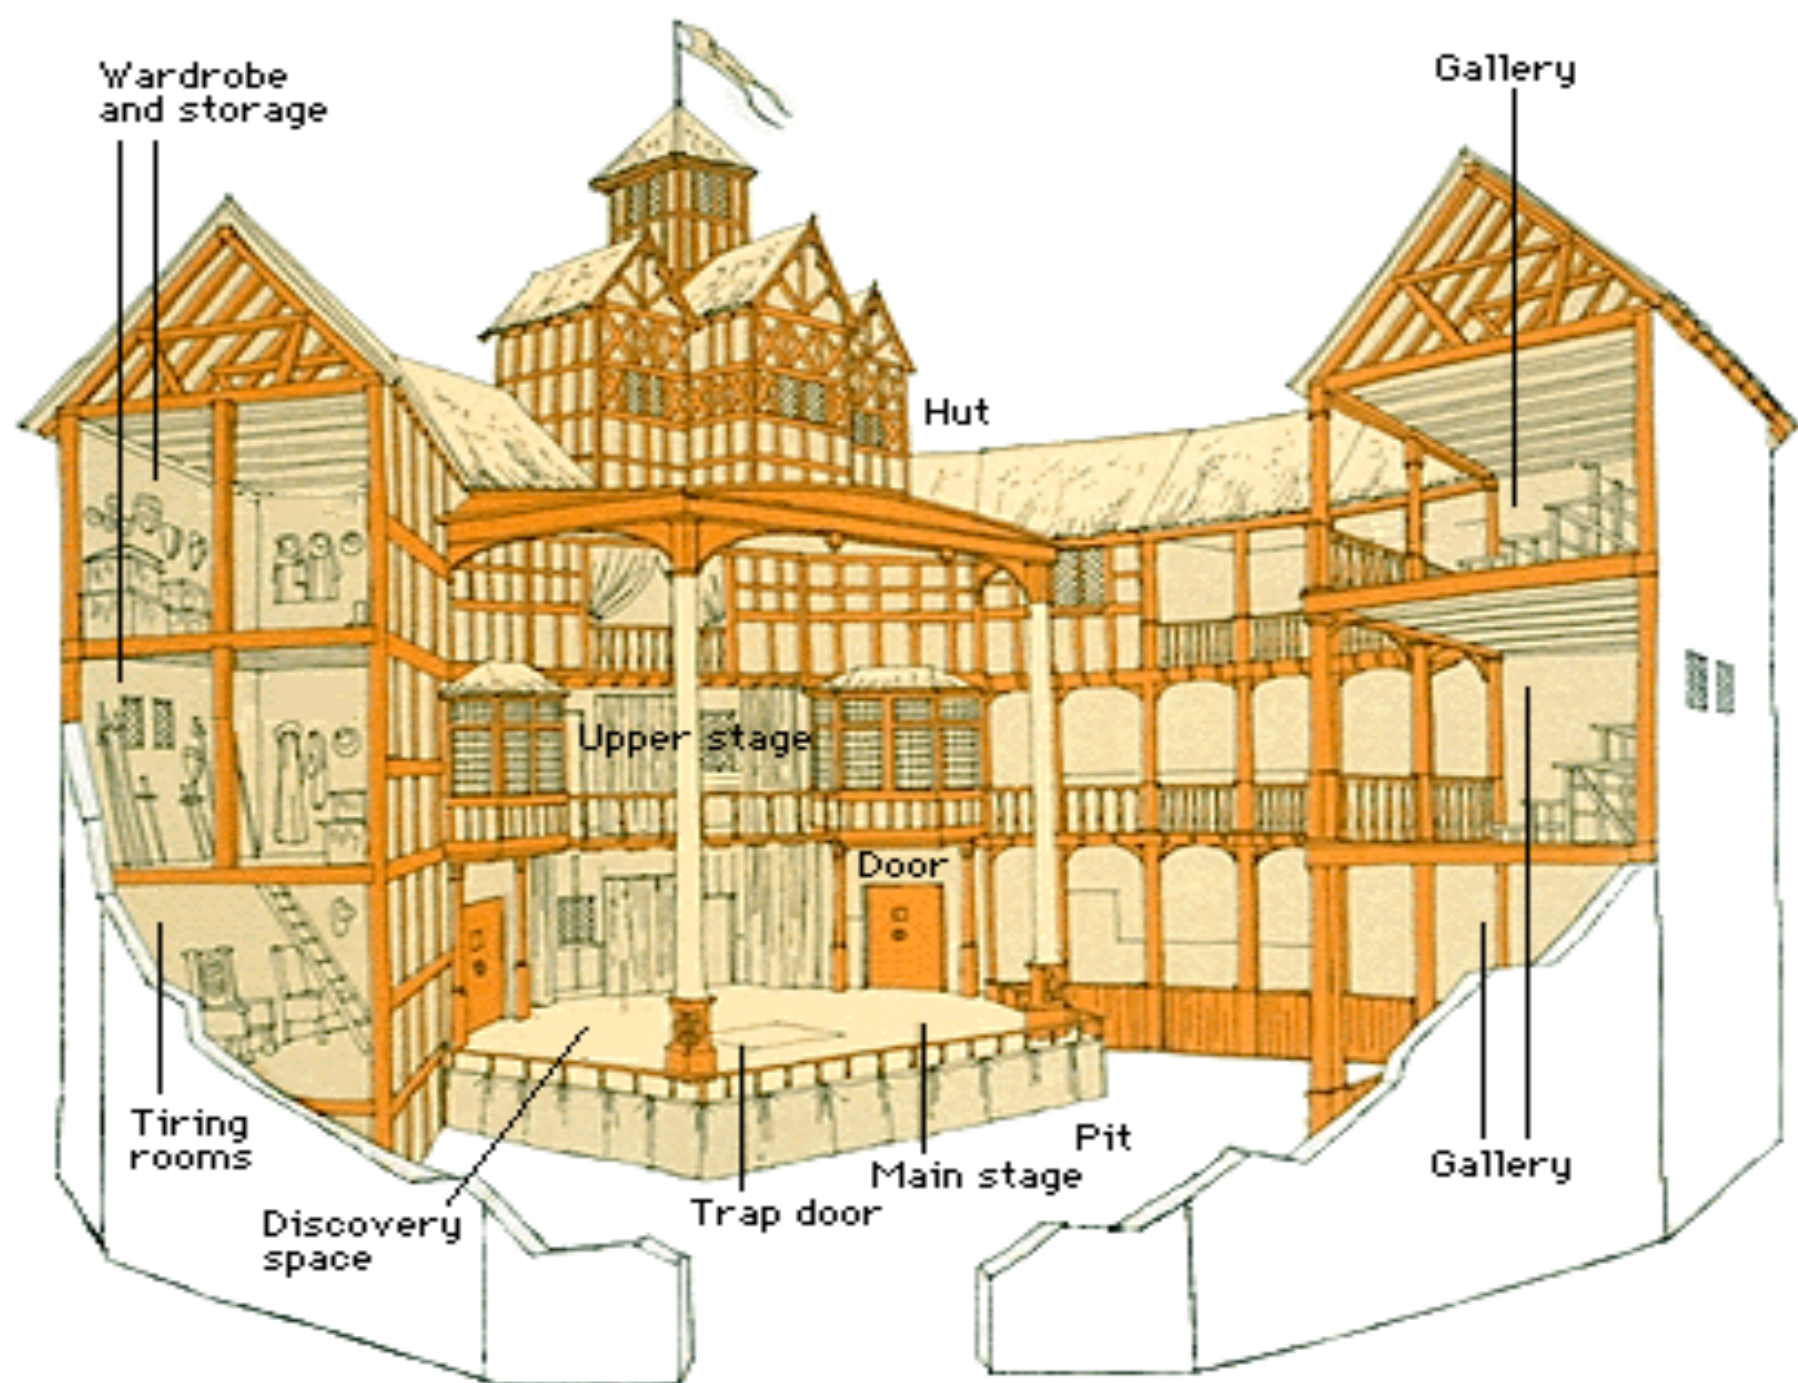 Wardrobe
and storage
Gallery
Hut
Upper stage
Door
Tiring
rooms
Discovery
space
Trap door
Main stage
Pit
Gallery